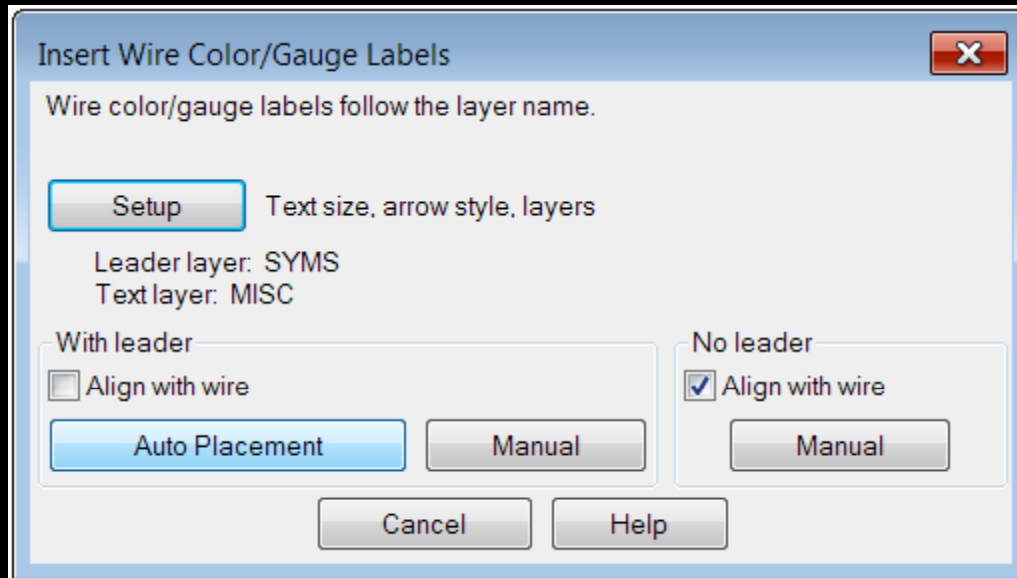 Insert Wire Color/Gauge Labels
Wire color/gauge labels follow the layer name.
Setup Text size, arrow style, layers
Leader layer: SYMS
Text layer: MISC
With leader
Align with wire
Auto Placement Manual
No leader
Align with wire
Manual
Cancel Help